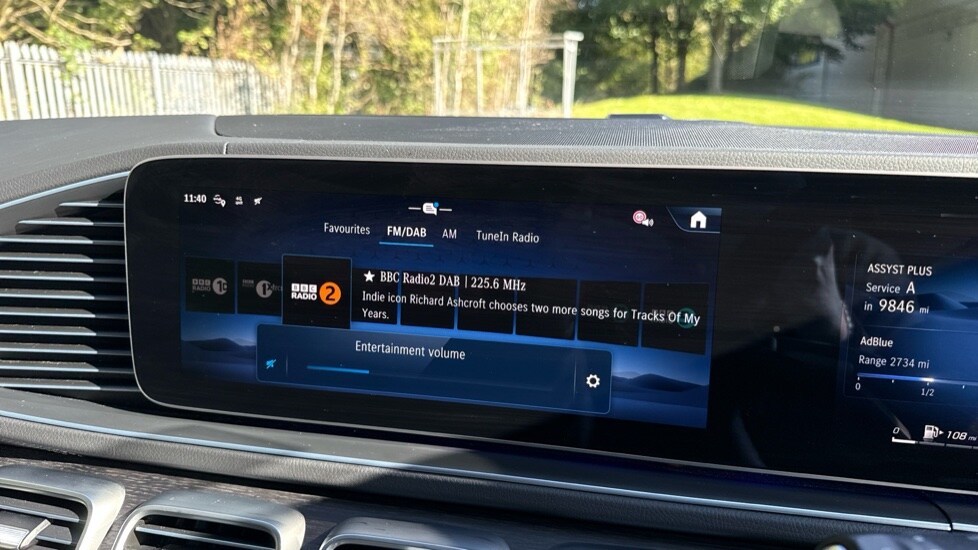 11:40
Favourites FM/DAB AM TuneIn Radio
BBC RADIO 2
BBC Radio2 DAB | 225.6 MHz
Indie icon Richard Ashcroft chooses two more songs for Tracks Of My
Years.
Entertainment volume
ASSYST PLUS
Service A
in 9846 mi
AdBlue
Range 2734 mi
0 1/2
0 108 mi